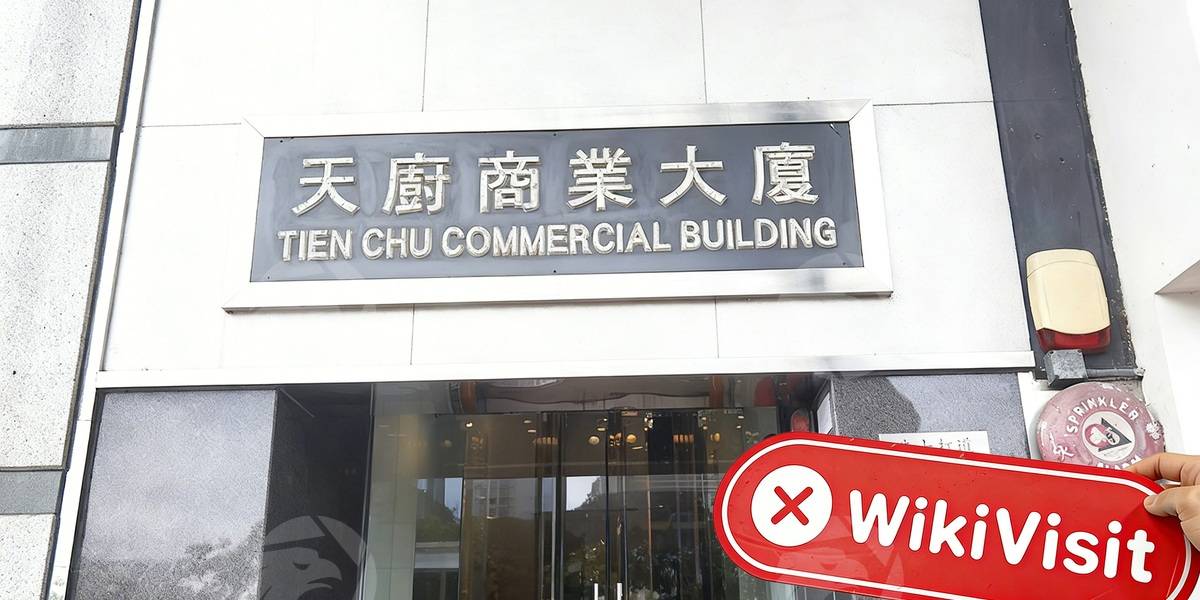 天廚商業大廈
TIEN CHU COMMERCIAL BUILDING
SPRINKLER
WikiVisit